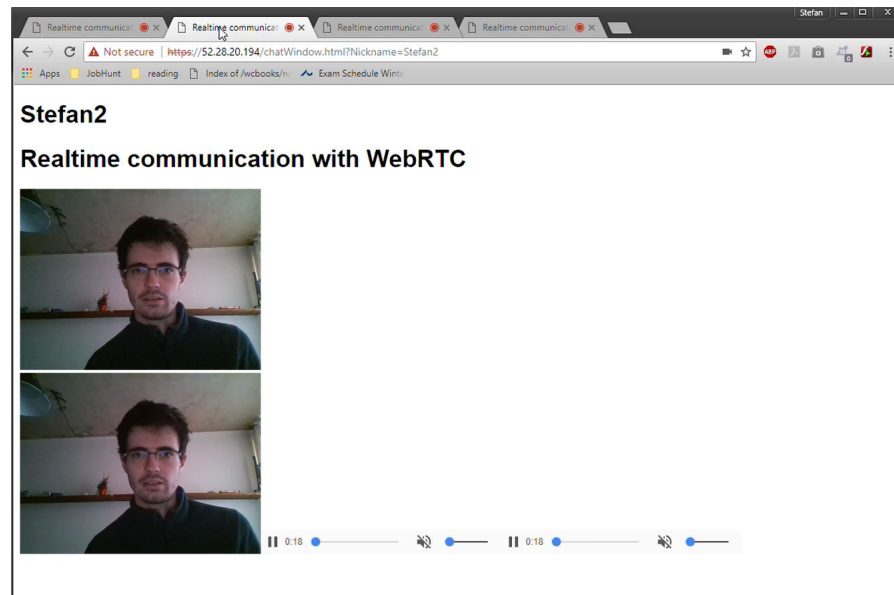 Stefan
Realtime communicat
Realtime communicat
Realtime communicat
Realtime communicat
Not secure | https://52.28.20.194/chatWindow.html?Nickname=Stefan2
ABP
0
Apps JobHunt reading Index of /wcbooks/n Exam Schedule Winte
Stefan2
Realtime communication with WebRTC
0:18
0:18